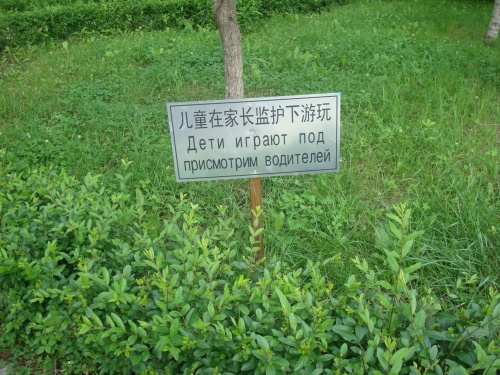 儿童在家长监护下游玩
Дети играют под
присмотрим водителей